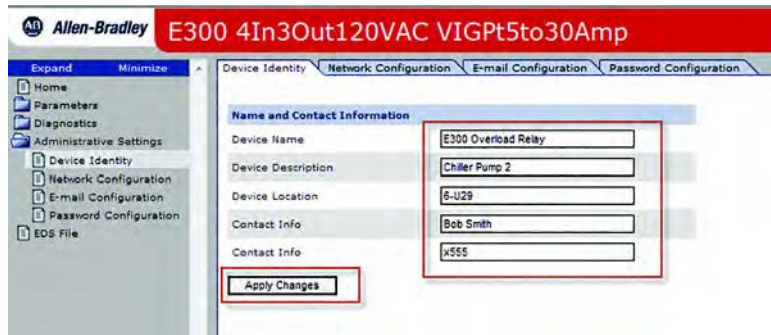 AB Allen-Bradley
E300 4In3Out120VAC VIGPt5to30Amp
Expand Minimize
Device Identity Network Configuration E-mail Configuration Password Configuration
Home
Parameters
Diagnostics
Administrative Settings
Device Identity
Network Configuration
E-mail Configuration
Password Configuration
EDS File
Name and Contact Information
Device Name E300 Overload Relay
Device Description Chiller Pump 2
Device Location 6-U29
Contact Info Bob Smith
Contact Info x555
Apply Changes